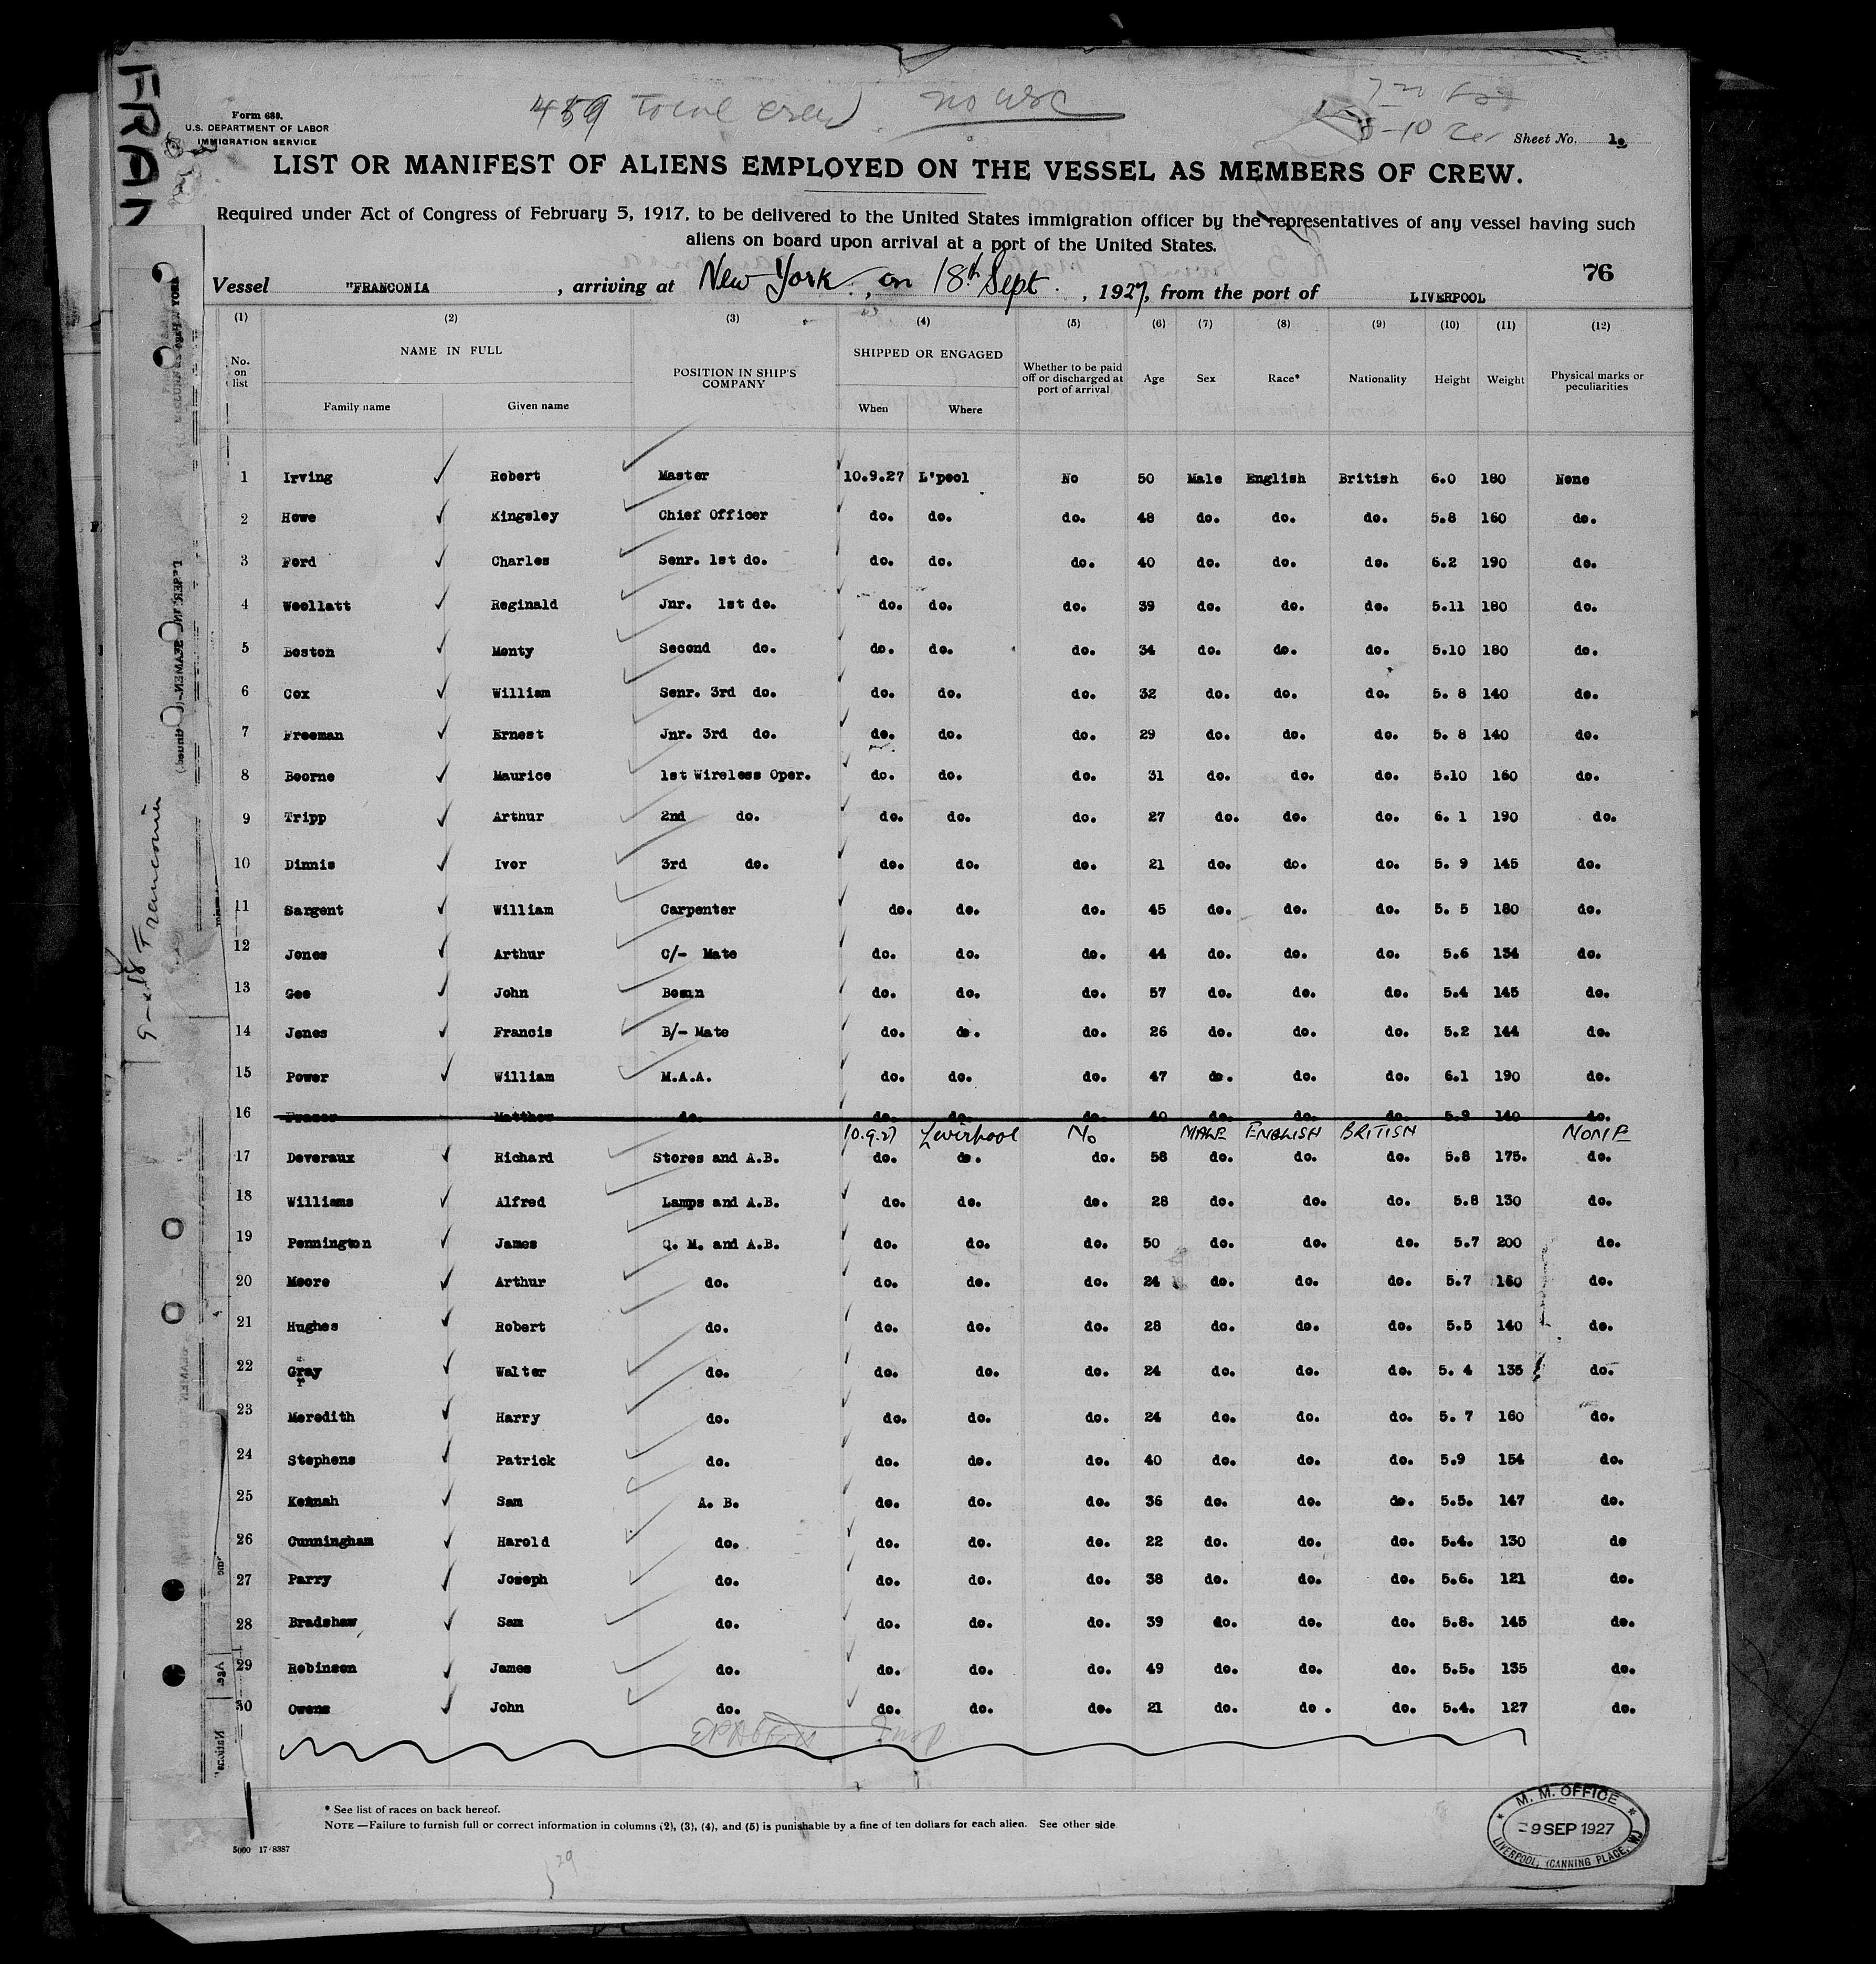 FRAN
459 Total crew no wsc
Form 680.
U.S. DEPARTMENT OF LABOR
IMMIGRATION SERVICE
Sheet No. 1.
LIST OR MANIFEST OF ALIENS EMPLOYED ON THE VESSEL AS MEMBERS OF CREW.
Required under Act of Congress of February 5, 1917, to be delivered to the United States immigration officer by the representatives of any vessel having such
aliens on board upon arrival at a port of the United States.
76
Vessel "FRANCONIA , arriving at New York, on 18th Sept. , 1927, from the port of LIVERPOOL
(1) (2) (3) (4) (5) (6) (7) (8) (9) (10) (11) (12)
No. on list NAME IN FULL POSITION IN SHIP'S COMPANY SHIPPED OR ENGAGED Whether to be paid off or discharged at port of arrival Age Sex Race* Nationality Height Weight Physical marks or peculiarities
Family name Given name When Where
1 Irving Robert Master 10.9.27 L'pool No 50 Male English British 6.0 180 None
2 Howe Kingsley Chief Officer do. do. do. 48 do. do. do. 5.8 160 do.
3 Ford Charles Senr. 1st do. do. do. do. 40 do. do. do. 6.2 190 do.
4 Woollatt Reginald Jnr. 1st do. do. do. do. 39 do. do. do. 5.11 180 do.
5 Boston Monty Second do. do. do. do. 34 do. do. do. 5.10 180 do.
6 Cox William Senr. 3rd do. do. do. do. 32 do. do. do. 5. 8 140 do.
7 Freeman Ernest Jnr. 3rd do. do. do. do. 29 do. do. do. 5. 8 140 do.
8 Boorne Maurice 1st Wireless Oper. do. do. do. 31 do. do. do. 5.10 160 do.
9 Tripp Arthur 2nd do. do. do. do. 27 do. do. do. 6. 1 190 do.
10 Dinnis Ivor 3rd do. do. do. do. 21 do. do. do. 5. 9 145 do.
11 Sargent William Carpenter do. do. do. 45 do. do. do. 5. 5 180 do.
12 Jones Arthur C/- Mate do. do. do. 44 do. do. do. 5.6 134 do.
13 Gee John Bosun do. do. do. 57 do. do. do. 5.4 145 do.
14 Jones Francis B/- Mate do. do. do. 26 do. do. do. 5.2 144 do.
15 Power William M.A.A. do. do. do. 47 do. do. do. 6.1 190 do.
16 Fraser Matthew do. do. do. do. 40 do. do. do. 5.9 140 do.
10.9.27 Liverpool No MALE ENGLISH BRITISH NONE
17 Deveraux Richard Stores and A.B. do. do. do. 58 do. do. do. 5.8 175. do.
18 Williams Alfred Lamps and A.B. do. do. do. 28 do. do. do. 5.8 130 do.
19 Pennington James Q. M. and A.B. do. do. do. 50 do. do. do. 5.7 200 do.
20 Moore Arthur do. do. do. do. 24 do. do. do. 5.7 160 do.
21 Hughes Robert do. do. do. do. 28 do. do. do. 5.5 140 do.
22 Gray Walter do. do. do. do. 24 do. do. do. 5. 4 135 do.
23 Meredith Harry do. do. do. do. 24 do. do. do. 5. 7 160 do.
24 Stephens Patrick do. do. do. do. 40 do. do. do. 5.9 154 do.
25 Sam A. B. do. do. do. 36 do. do. do. 5.5. 147 do.
26 Cunningham Harold do. do. do. do. 22 do. do. do. 5.4. 130 do
27 Parry Joseph do. do. do. do. 38 do. do. do. 5.6. 121 do.
28 Bradshaw Sam do. do. do. do. 39 do. do. do. 5.8. 145 do.
29 Robinson James do. do. do. do. 49 do. do. do. 5.5. 135 do.
30 Owens John do. do. do. do. 21 do. do. do. 5.4. 127 do.
* See list of races on back hereof.
NOTE.—Failure to furnish full or correct information in columns (2), (3), (4), and (5) is punishable by a fine of ten dollars for each alien. See other side
5000 17-8387
29
M. M. OFFICE
9 SEP 1927
LIVERPOOL, (CANNING PLACE, W)
9-18 Franconia